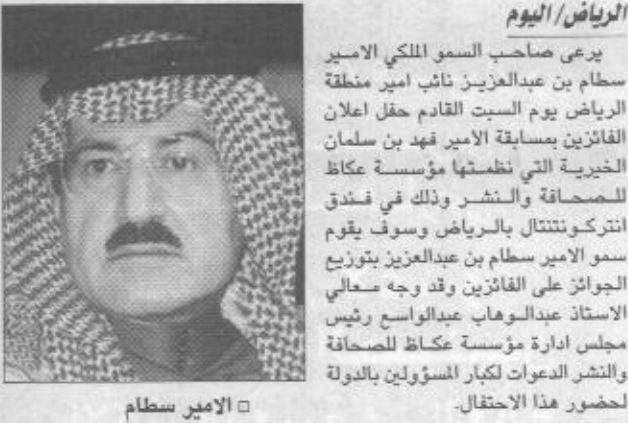 الرياض/اليوم
يرعى صاحب السمو الملكي الامير
سطام بن عبدالعزيز نائب امير منطقة
الرياض يوم السبت القادم حفل اعلان
الفائزين بمسابقة الامير فهد بن سلمان
الخيرية التي نظمتها مؤسسة عكاظ
للصحافة والنشر وذلك في فندق
انتركونتنتال بالرياض وسوف يقوم
سمو الامير سطام بن عبدالعزيز بتوزيع
الجوائز على الفائزين وقد وجه معالي
الاستاذ عبدالوهاب عبدالواسع رئيس
مجلس ادارة مؤسسة عكاظ للصحافة
والنشر الدعوات لكبار المسؤولين بالدولة
لحضور هذا الاحتفال.
□ الامير سطام